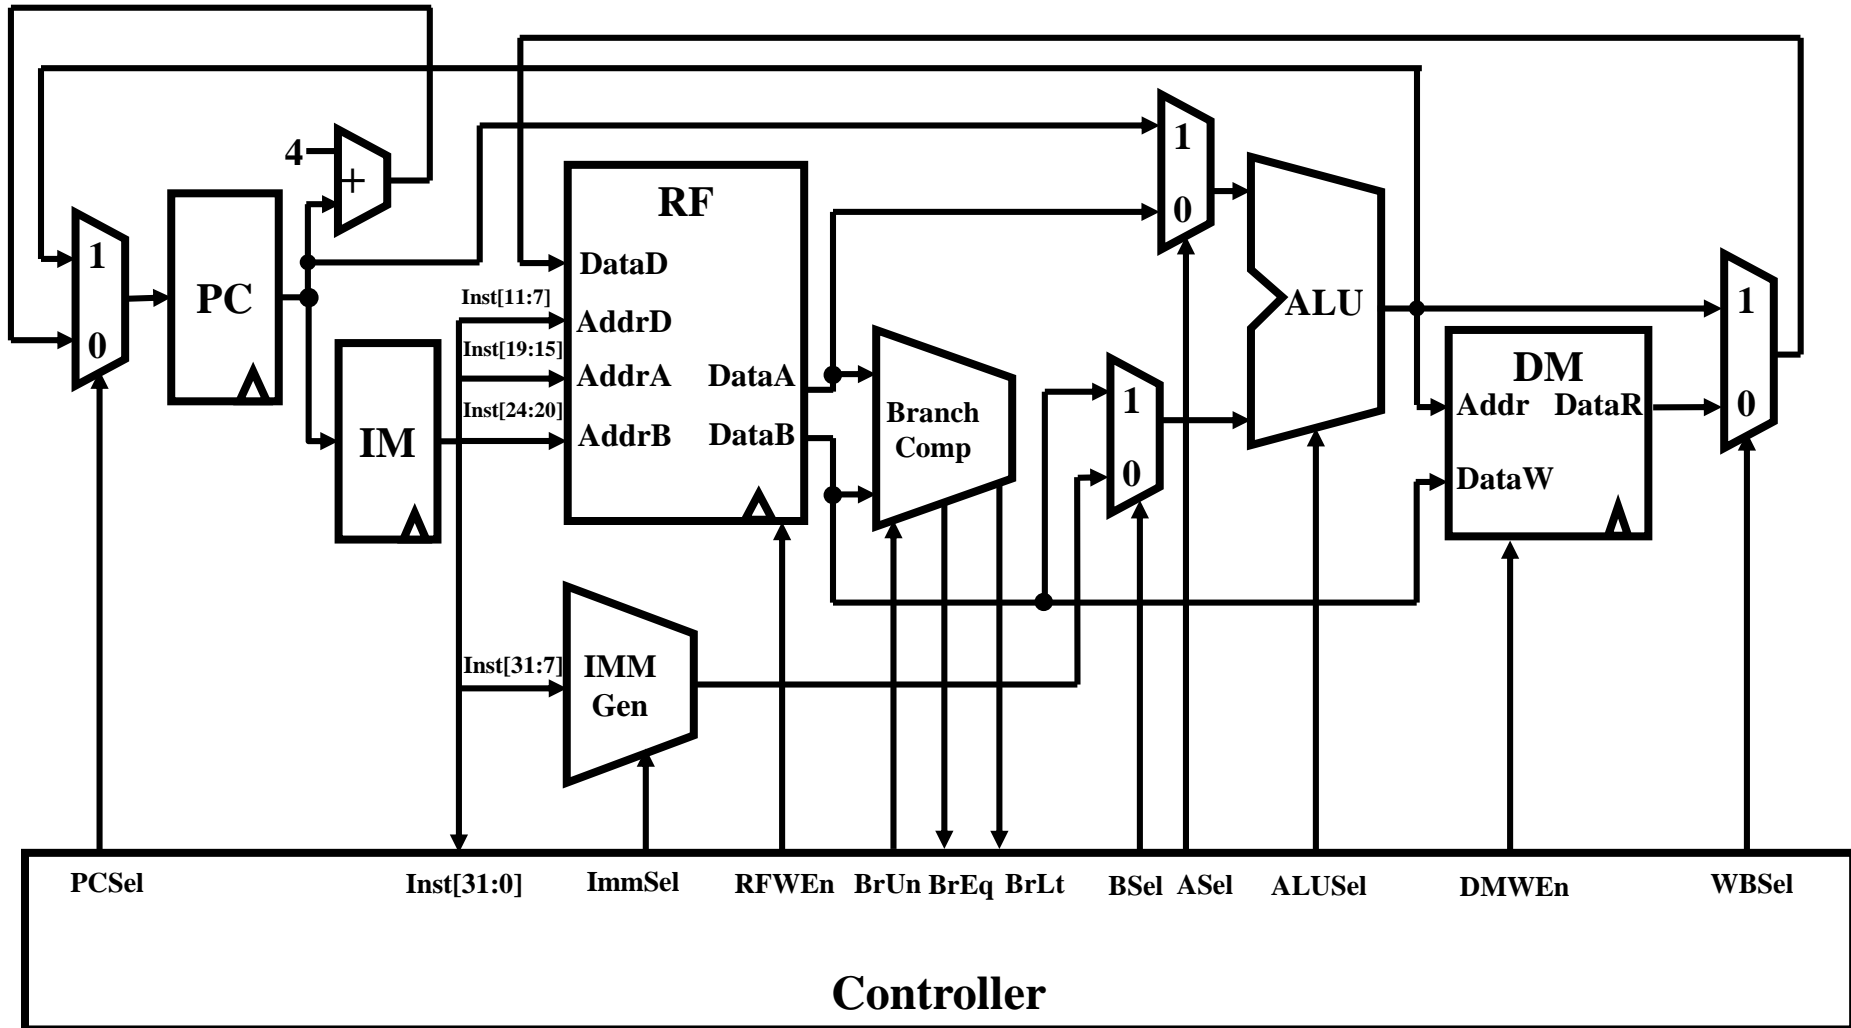 4
+
1
0
PC
IM
Inst[11:7]
Inst[19:15]
Inst[24:20]
RF
DataD
AddrD
AddrA
AddrB
DataA
DataB
Branch
Comp
Inst[31:7]
IMM
Gen
1
0
1
0
ALU
DM
Addr
DataR
DataW
1
0
PCSel
Inst[31:0]
ImmSel
RFWEn
BrUn
BrEq
BrLt
BSel
ASel
ALUSel
DMWEn
WBSel
Controller